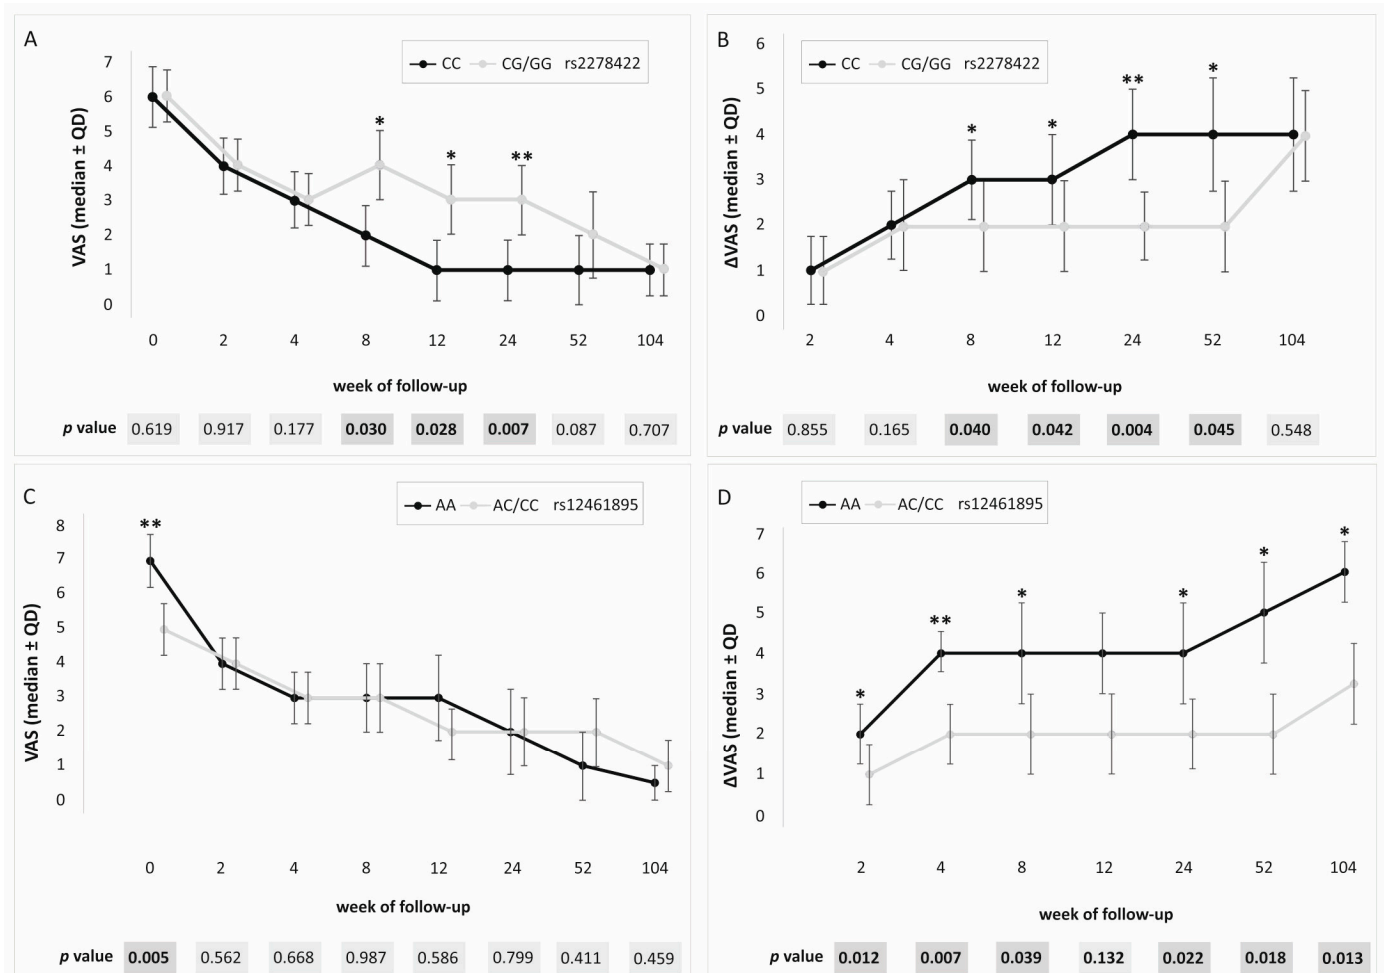 A
CC CG/GG rs2278422
VAS (median ± QD)
7
6
5
4
3
2
1
0
* * **
0 2 4 8 12 24 52 104
week of follow-up
p value 0.619 0.917 0.177 0.030 0.028 0.007 0.087 0.707
B
CC CG/GG rs2278422
ΔVAS (median ± QD)
6
5
4
3
2
1
0
* * ** *
2 4 8 12 24 52 104
week of follow-up
p value 0.855 0.165 0.040 0.042 0.004 0.045 0.548
C
AA AC/CC rs12461895
VAS (median ± QD)
8
7
6
5
4
3
2
1
0
**
0 2 4 8 12 24 52 104
week of follow-up
p value 0.005 0.562 0.668 0.987 0.586 0.799 0.411 0.459
D
AA AC/CC rs12461895
ΔVAS (median ± QD
7
6
5
4
3
2
1
0
* ** * * * *
2 4 8 12 24 52 104
week of follow-up
p value 0.012 0.007 0.039 0.132 0.022 0.018 0.013